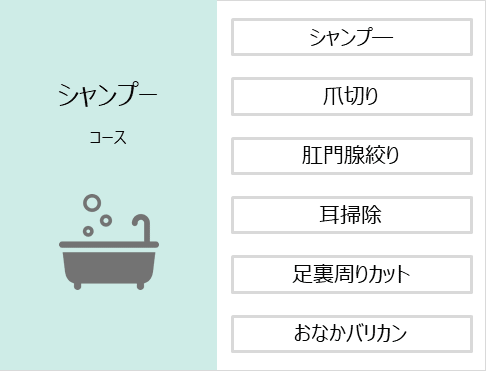 シャンプー
コース
シャンプー
爪切り
肛門腺絞り
耳掃除
足裏周りカット
おなかバリカン